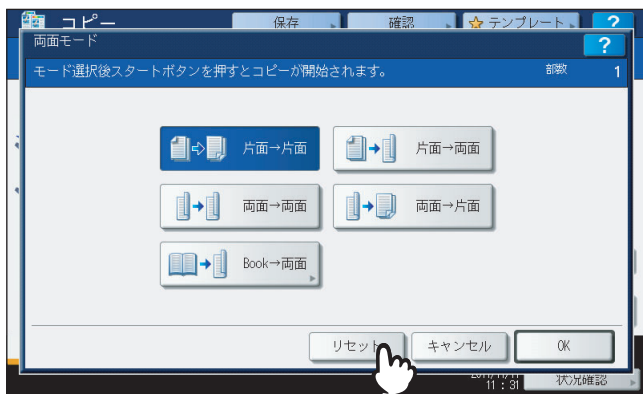 コピー 保存 確認 テンプレート ?
両面モード ?
モード選択後スタートボタンを押すとコピーが開始されます。 部数 1
片面→片面 片面→両面
両面→両面 両面→片面
Book→両面
リセット キャンセル OK
11:31 状況確認